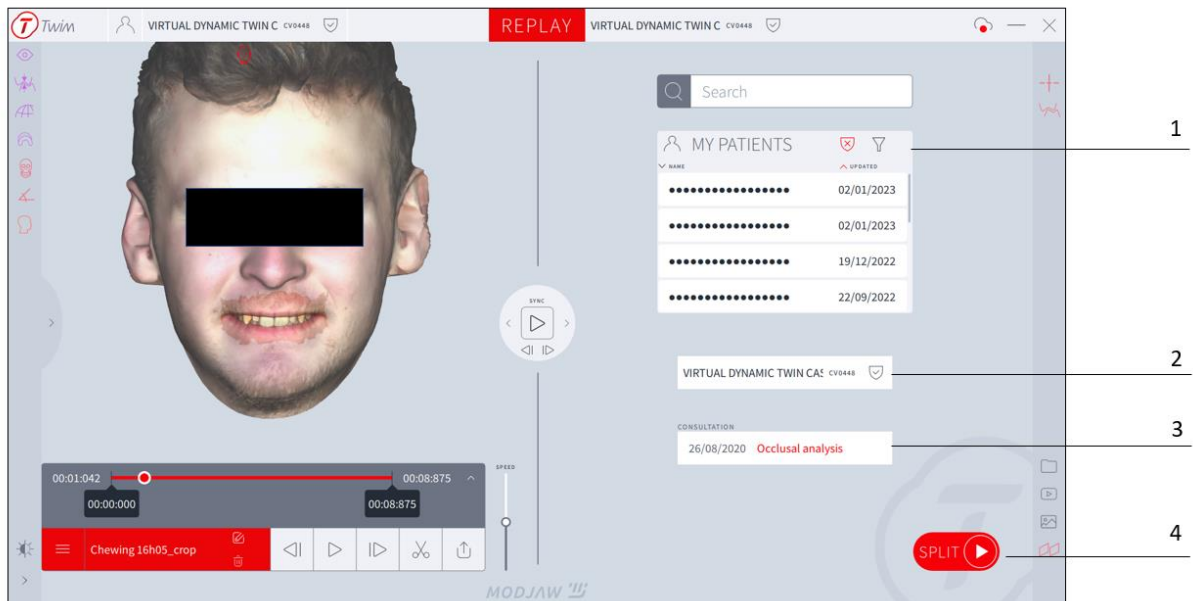 Twim
VIRTUAL DYNAMIC TWIN C CV0448
REPLAY
VIRTUAL DYNAMIC TWIN C CV0448
Search
1
MY PATIENTS
NAME
UPDATED
••••••••••••••••• 02/01/2023
••••••••••••••••• 02/01/2023
••••••••••••••••• 19/12/2022
••••••••••••••••• 22/09/2022
SYNC
2
VIRTUAL DYNAMIC TWIN CAS CV0448
3
CONSULTATION
26/08/2020 Occlusal analysis
SPEED
00:01:042
00:08:875
00:00:000
00:08:875
Chewing 16h05_crop
SPLIT
4
MODJAW